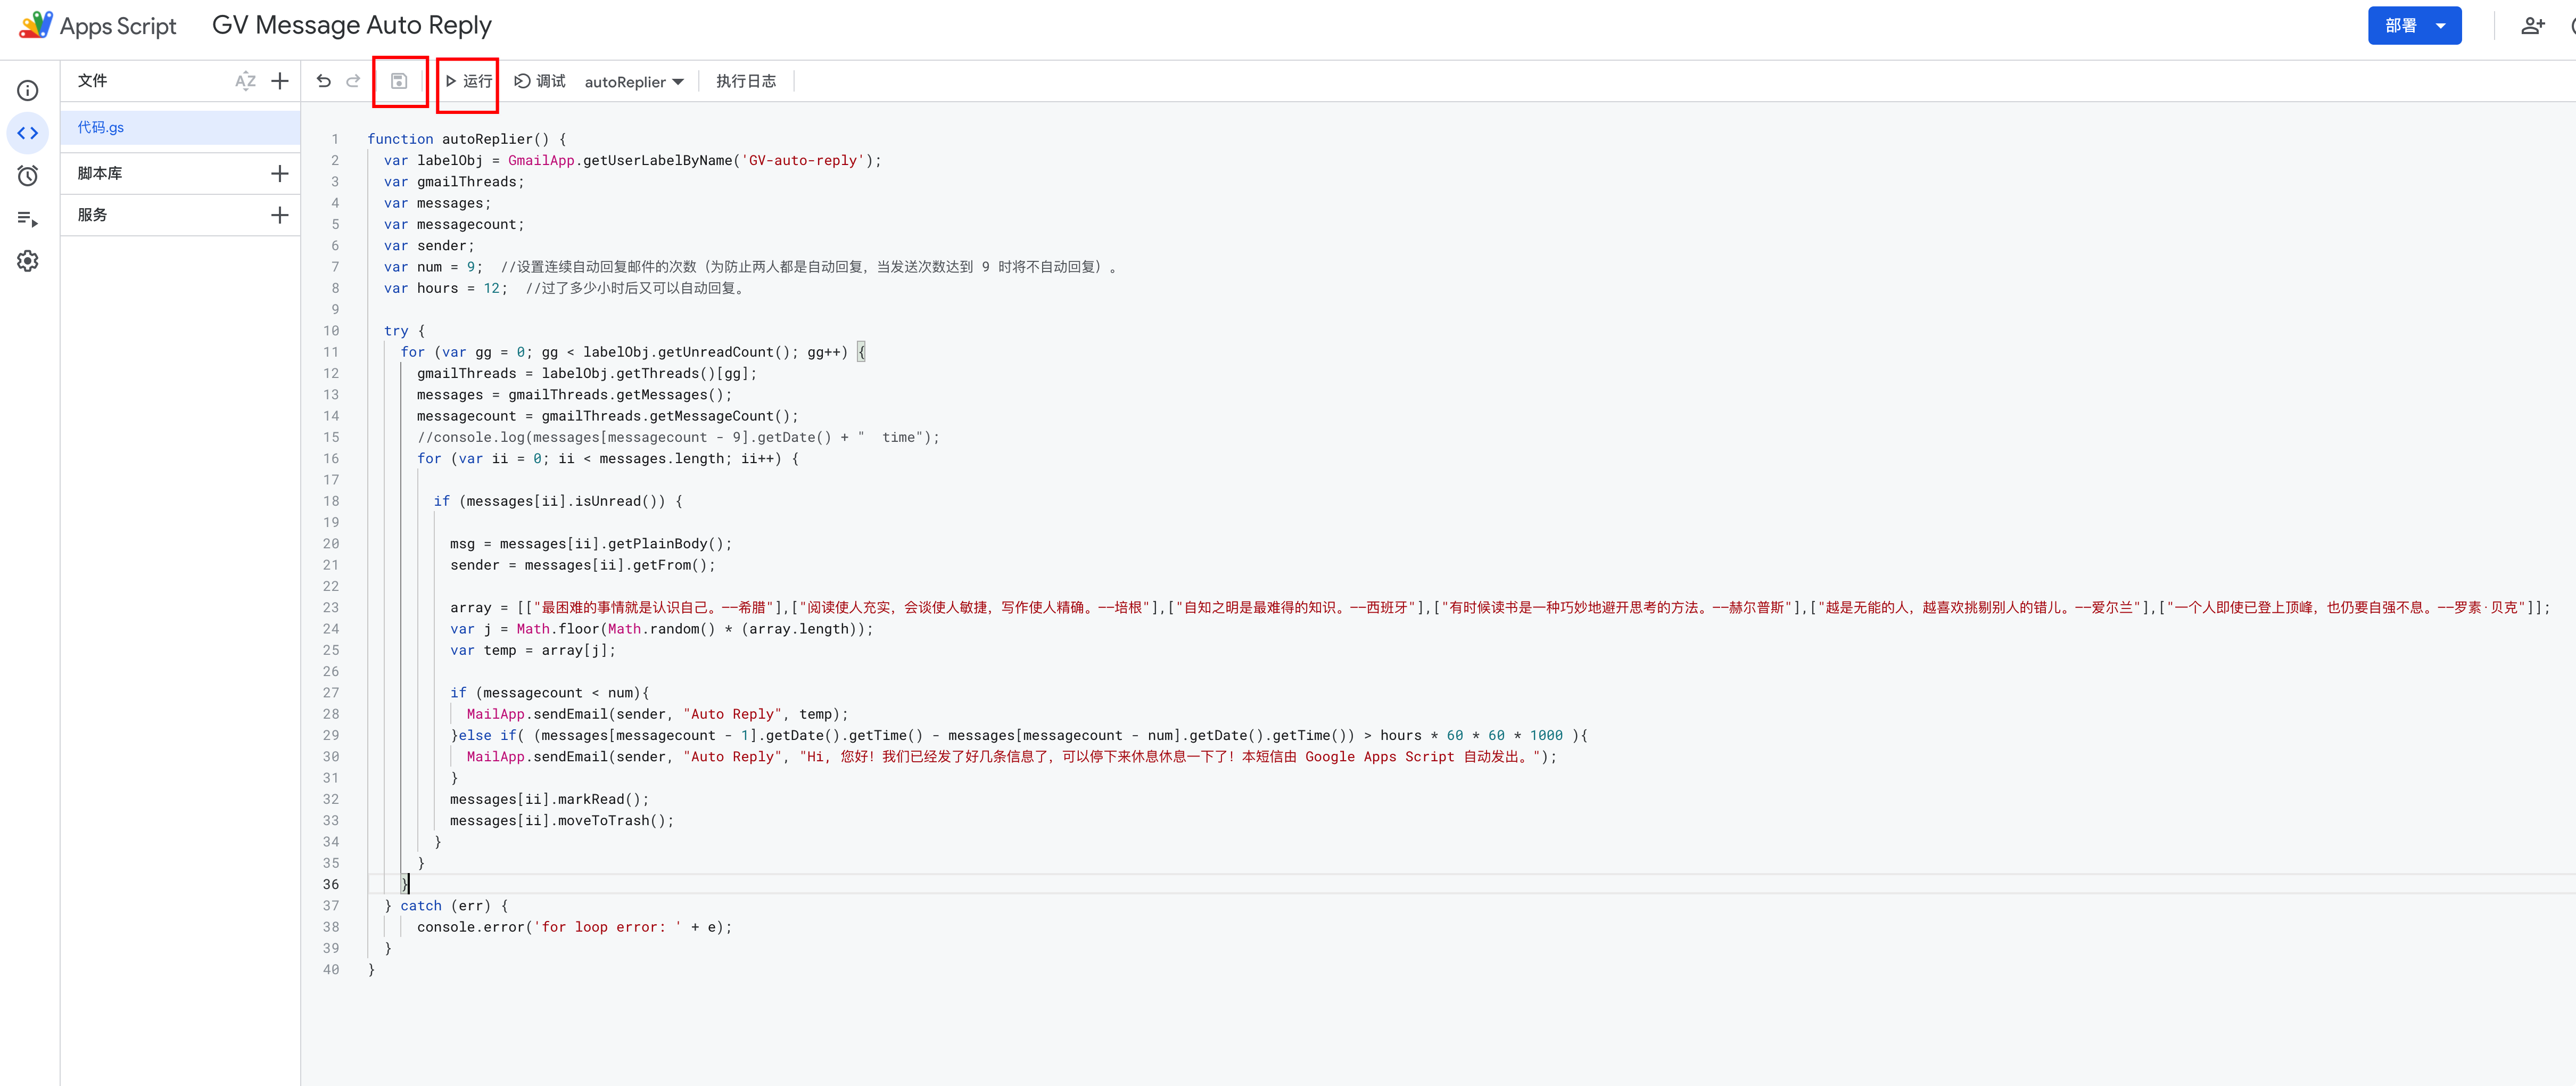 Apps Script
GV Message Auto Reply
部署
文件
AZ
运行
调试
autoReplier
执行日志
代码.gs
脚本库
服务
1 function autoReplier() {
2 var labelObj = GmailApp.getUserLabelByName('GV-auto-reply');
3 var gmailThreads;
4 var messages;
5 var messagecount;
6 var sender;
7 var num = 9; //设置连续自动回复邮件的次数（为防止两人都是自动回复，当发送次数达到 9 时将不自动回复）。
8 var hours = 12; //过了多少小时后又可以自动回复。
9
10 try {
11 for (var gg = 0; gg < labelObj.getUnreadCount(); gg++) {
12 gmailThreads = labelObj.getThreads()[gg];
13 messages = gmailThreads.getMessages();
14 messagecount = gmailThreads.getMessageCount();
15 //console.log(messages[messagecount - 9].getDate() + "  time");
16 for (var ii = 0; ii < messages.length; ii++) {
17
18 if (messages[ii].isUnread()) {
19
20 msg = messages[ii].getPlainBody();
21 sender = messages[ii].getFrom();
22
23 array = [["最困难的事情就是认识自己。——希腊"],["阅读使人充实，会谈使人敏捷，写作使人精确。——培根"],["自知之明是最难得的知识。——西班牙"],["有时候读书是一种巧妙地避开思考的方法。——赫尔普斯"],["越是无能的人，越喜欢挑剔别人的错儿。——爱尔兰"],["一个人即使已登上顶峰，也仍要自强不息。——罗素·贝克"]];
24 var j = Math.floor(Math.random() * (array.length));
25 var temp = array[j];
26
27 if (messagecount < num){
28 MailApp.sendEmail(sender, "Auto Reply", temp);
29 }else if( (messages[messagecount - 1].getDate().getTime() - messages[messagecount - num].getDate().getTime()) > hours * 60 * 60 * 1000 ){
30 MailApp.sendEmail(sender, "Auto Reply", "Hi, 您好！我们已经发了好几条信息了，可以停下来休息休息一下了！本短信由 Google Apps Script 自动发出。");
31 }
32 messages[ii].markRead();
33 messages[ii].moveToTrash();
34 }
35 }
36 }
37 } catch (err) {
38 console.error('for loop error: ' + e);
39 }
40 }